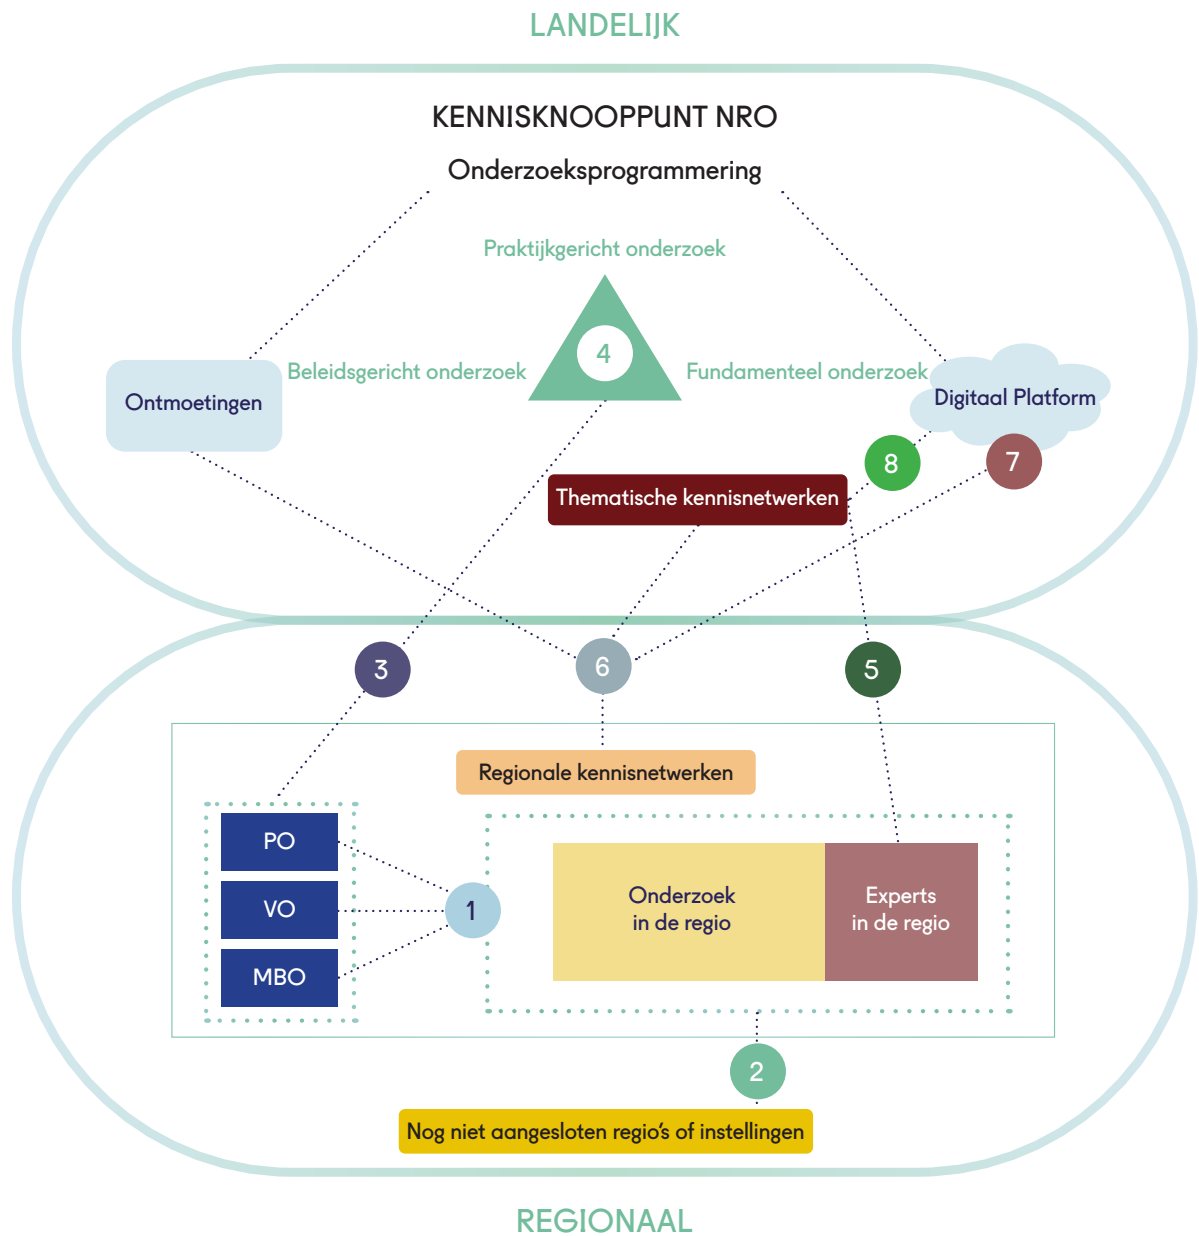 LANDELIJK
KENNISKNOOPPUNT NRO
Onderzoeksprogrammering
Praktijkgericht onderzoek
4
Beleidsgericht onderzoek
Fundamenteel onderzoek
Ontmoetingen
Digitaal Platform
8
7
Thematische kennisnetwerken
3
6
5
Regionale kennisnetwerken
PO
VO
MBO
1
Onderzoek
in de regio
Experts
in de regio
2
Nog niet aangesloten regio's of instellingen
REGIONAAL